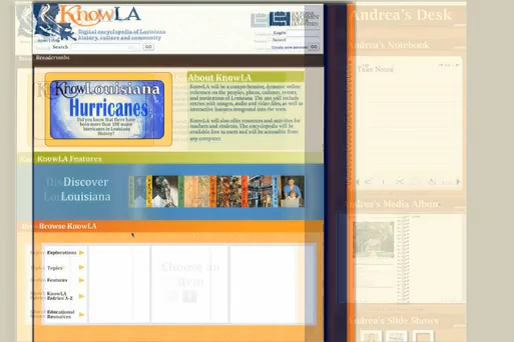 KnowLA
Digital encyclopedia of Louisiana
history, culture and community
Search
GO
Login
GO
Breadcrumbs
Andrea's Desk
Andrea's Notebook
Take Notes
KnowLouisiana
Hurricanes
Did you know that there have
been more than 100 major
hurricanes in Louisiana
History?
About KnowLA
KnowLA will be a comprehensive, dynamic online
reference on the peoples, places, cultures, events,
and institutions of Louisiana. The site will include
entries with images, audio and video files, as well as
interactive features integrated into the work.
KnowLA will also offer resources and activities for
teachers and students. The encyclopedia will be
available free to users and will be accessible from
any computer.
KnowLA Features
Discover
Louisiana
Andrea's Media Album
Browse KnowLA
Explorations
Topics
Features
KnowLA
Entries A-Z
Educational
Resources
Choose an
Item
Andrea's Slide Shows